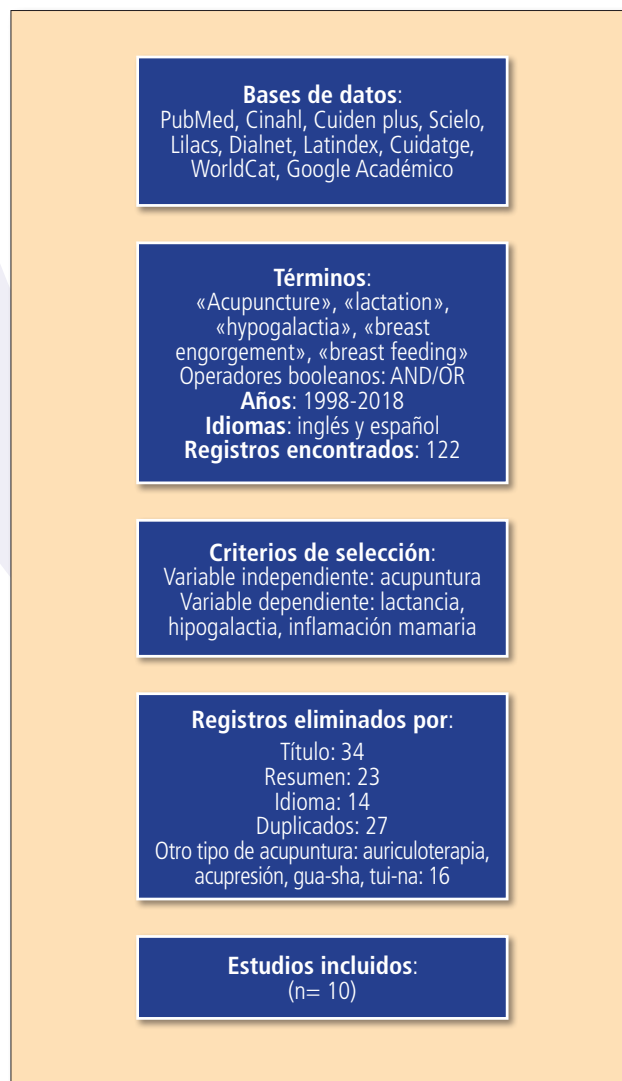 Bases de datos:
PubMed, Cinahl, Cuiden plus, Scielo,
Lilacs, Dialnet, Latindex, Cuidatge,
WorldCat, Google Académico
Términos:
«Acupuncture», «lactation»,
«hypogalactia», «breast
engorgement», «breast feeding»
Operadores booleanos: AND/OR
Años: 1998-2018
Idiomas: inglés y español
Registros encontrados: 122
Criterios de selección:
Variable independiente: acupuntura
Variable dependiente: lactancia,
hipogalactia, inflamación mamaria
Registros eliminados por:
Título: 34
Resumen: 23
Idioma: 14
Duplicados: 27
Otro tipo de acupuntura: auriculoterapia,
acupresión, gua-sha, tui-na: 16
Estudios incluidos:
(n= 10)